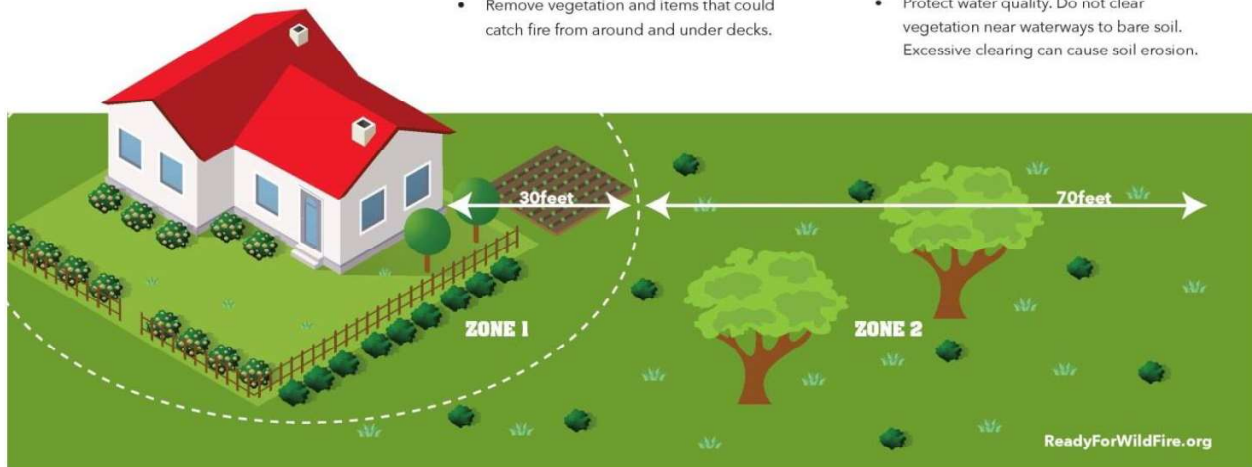 • Remove vegetation and items that could
catch fire from around and under decks.
• Protect water quality. Do not clear
vegetation near waterways to bare soil.
Excessive clearing can cause soil erosion.
30feet
70feet
ZONE 1
ZONE 2
ReadyForWildFire.org